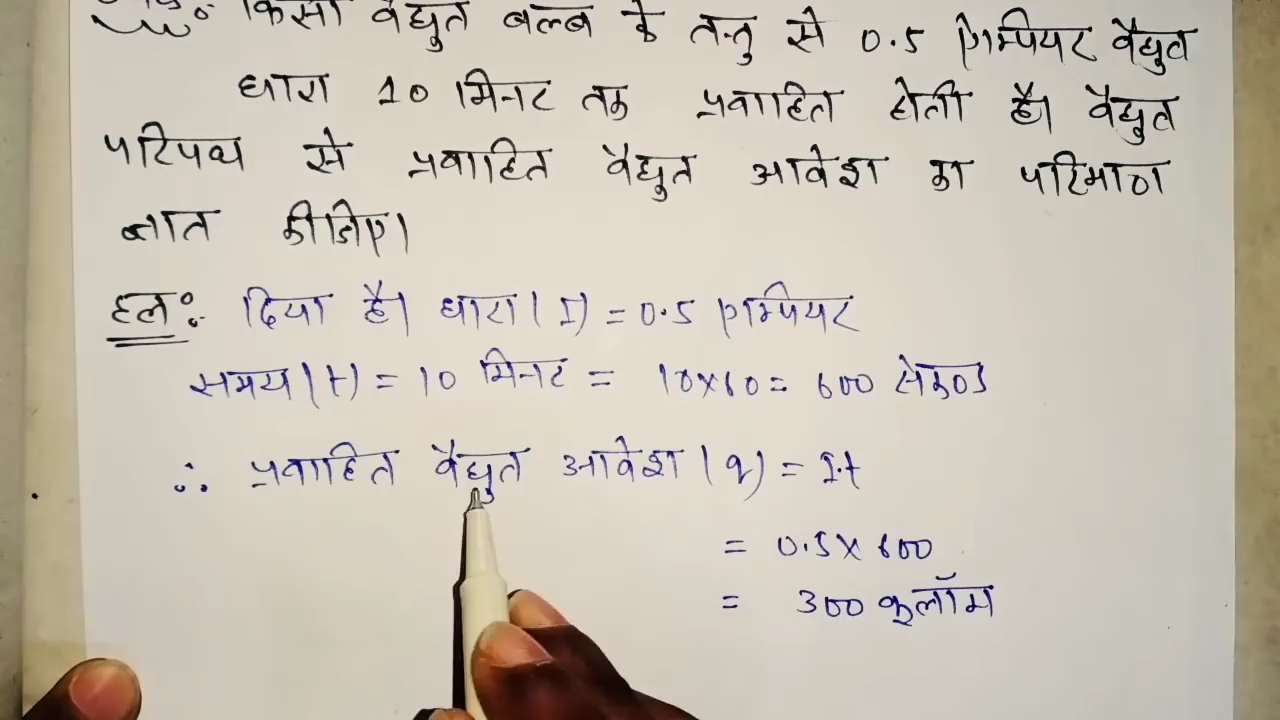 किसी वैद्युत बल्ब के तन्तु से 0.5 ऐम्पियर वैद्युत
धारा 10 मिनट तक प्रवाहित होती है। वैद्युत
परिपथ से प्रवाहित वैद्युत आवेश का परिमाण
ज्ञात कीजिए।
हल:- दिया है। धारा (I) = 0.5 एम्पियर
समय (t) = 10 मिनट = 10×60 = 600 सेकण्ड
∴ प्रवाहित वैद्युत आवेश (q) = I.t
= 0.5× 600
= 300 कूलॉम